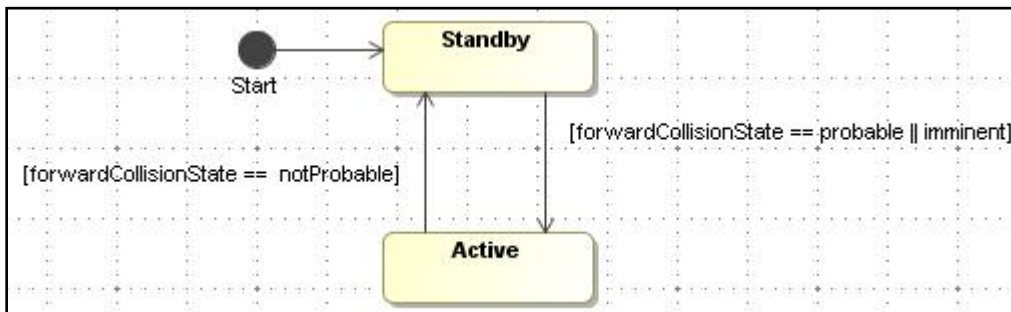 Standby
Start
[forwardCollisionState == probable || imminent]
[forwardCollisionState ==  notProbable]
Active